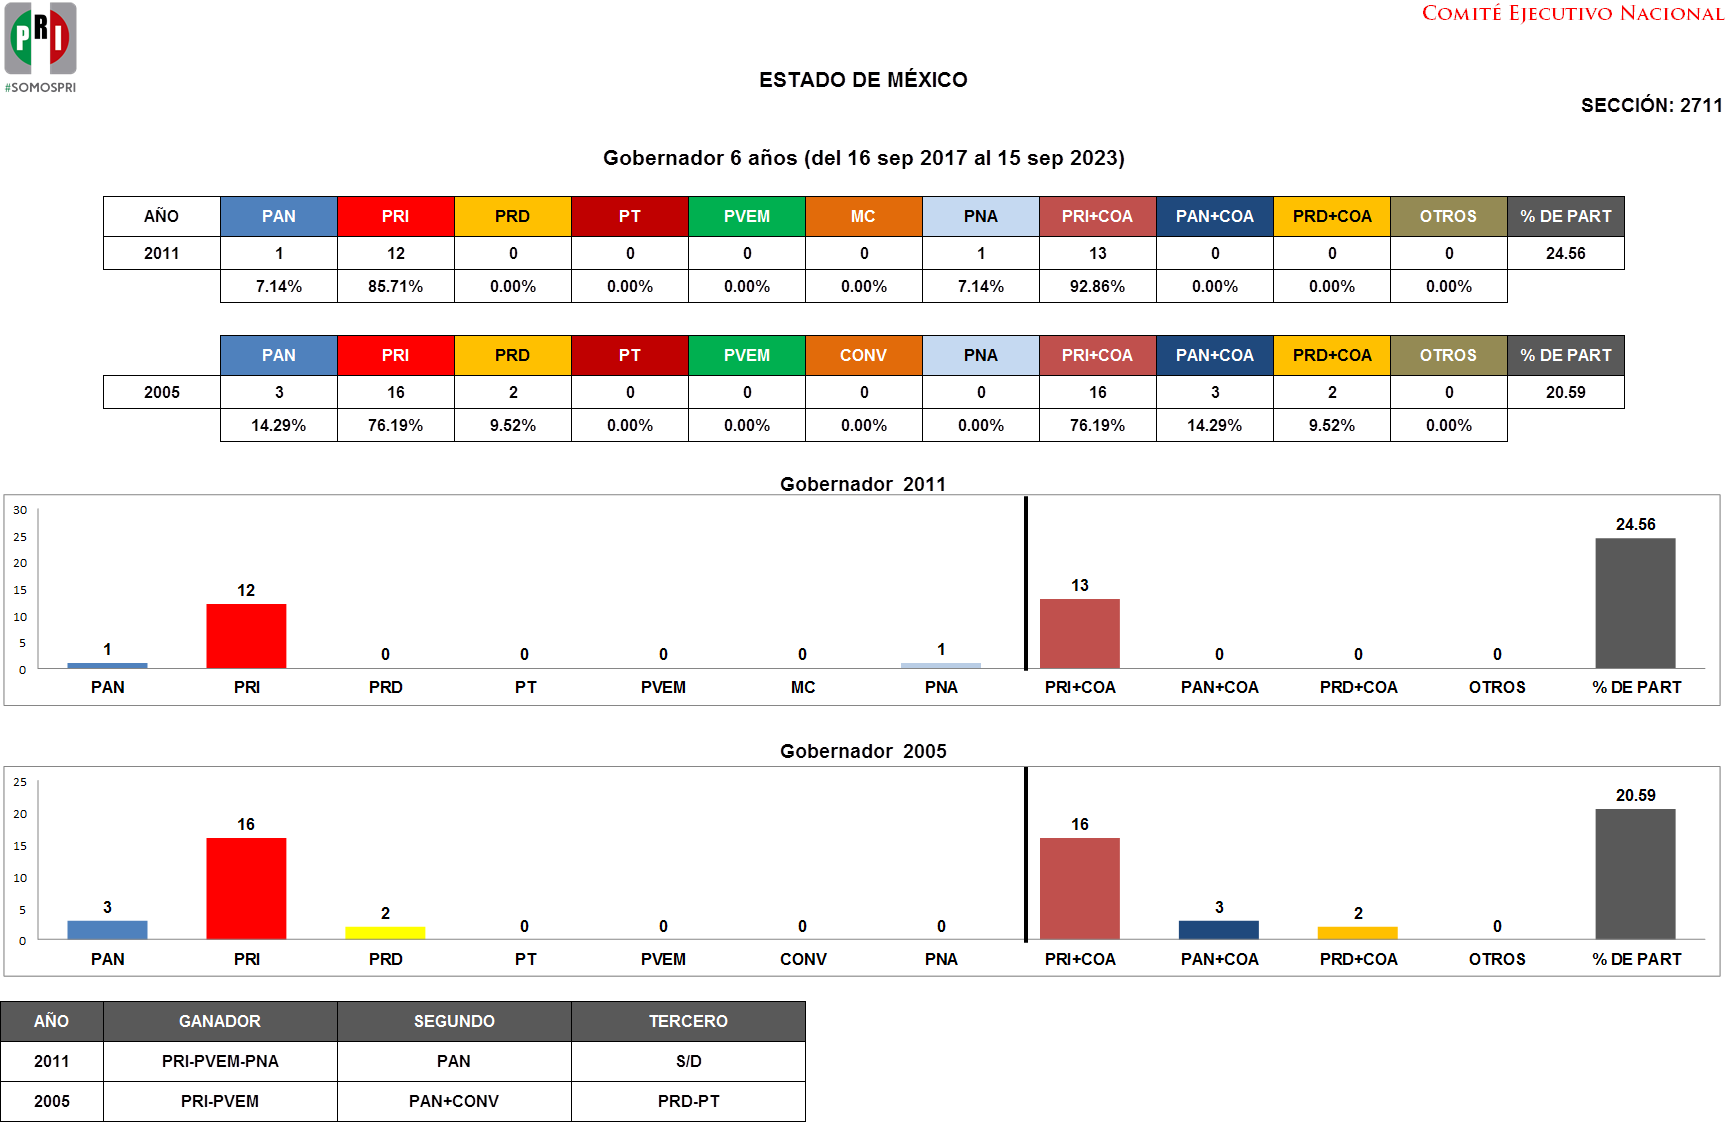 PRI
#SOMOSPRI
COMITÉ EJECUTIVO NACIONAL
ESTADO DE MÉXICO
SECCIÓN: 2711
Gobernador 6 años (del 16 sep 2017 al 15 sep 2023)
AÑO PAN PRI PRD PT PVEM MC PNA PRI+COA PAN+COA PRD+COA OTROS % DE PART
2011 1 12 0 0 0 0 1 13 0 0 0 24.56
7.14% 85.71% 0.00% 0.00% 0.00% 0.00% 7.14% 92.86% 0.00% 0.00% 0.00%
PAN PRI PRD PT PVEM CONV PNA PRI+COA PAN+COA PRD+COA OTROS % DE PART
2005 3 16 2 0 0 0 0 16 3 2 0 20.59
14.29% 76.19% 9.52% 0.00% 0.00% 0.00% 0.00% 76.19% 14.29% 9.52% 0.00%
Gobernador 2011
30
25
20
15
10
5
0
1 12 0 0 0 0 1 13 0 0 0 24.56
PAN PRI PRD PT PVEM MC PNA PRI+COA PAN+COA PRD+COA OTROS % DE PART
Gobernador 2005
25
20
15
10
5
0
3 16 2 0 0 0 0 16 3 2 0 20.59
PAN PRI PRD PT PVEM CONV PNA PRI+COA PAN+COA PRD+COA OTROS % DE PART
AÑO GANADOR SEGUNDO TERCERO
2011 PRI-PVEM-PNA PAN S/D
2005 PRI-PVEM PAN+CONV PRD-PT